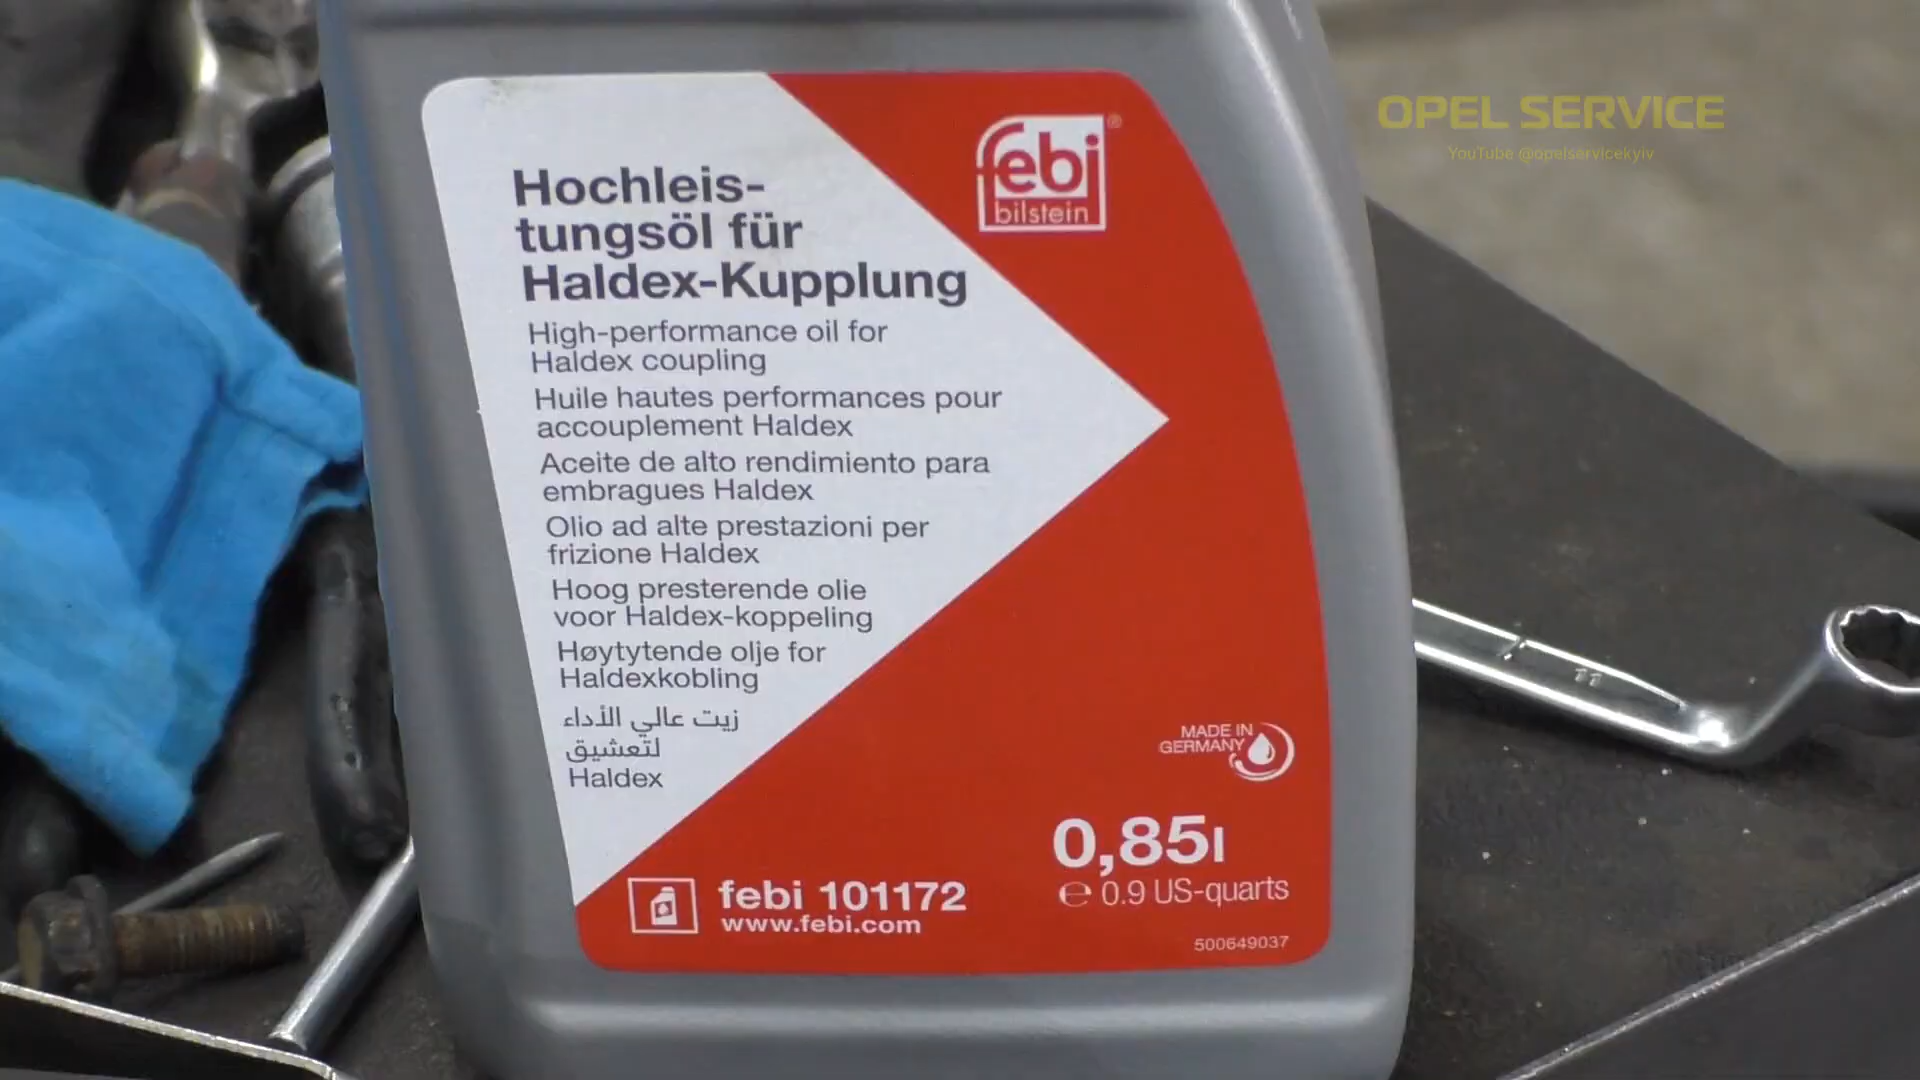 OPEL SERVICE
YouTube @opelservicekyiv
febi®
bilstein
Hochleis-
tungsöl für
Haldex-Kupplung
High-performance oil for
Haldex coupling
Huile hautes performances pour
accouplement Haldex
Aceite de alto rendimiento para
embragues Haldex
Olio ad alte prestazioni per
frizione Haldex
Hoog presterende olie
voor Haldex-koppeling
Høytytende olje for
Haldexkobling
زيت عالي الأداء
لتعشيق
Haldex
MADE IN
GERMANY
0,85l
℮ 0.9 US-quarts
febi 101172
www.febi.com
500649037
11